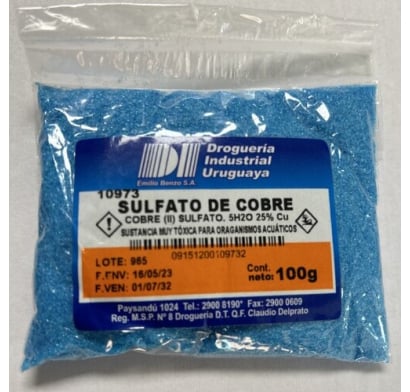 Droguería
Industrial
Uruguaya
Emilio Benzo S.A.
10973
SULFATO DE COBRE
COBRE (II) SULFATO. 5H2O 25% Cu
SUSTANCIA MUY TÓXICA PARA ORAGANISMOS ACUÁTICOS
09151200109732
LOTE: 965
F.ENV: 16/05/23
F.VEN: 01/07/32
Cont.
neto: 100g
Paysandú 1024 Tel.: 2900 8190* Fax: 2900 0609
Reg. M.S.P. Nº 8 Droguería D.T. Q.F. Claudio Delprato